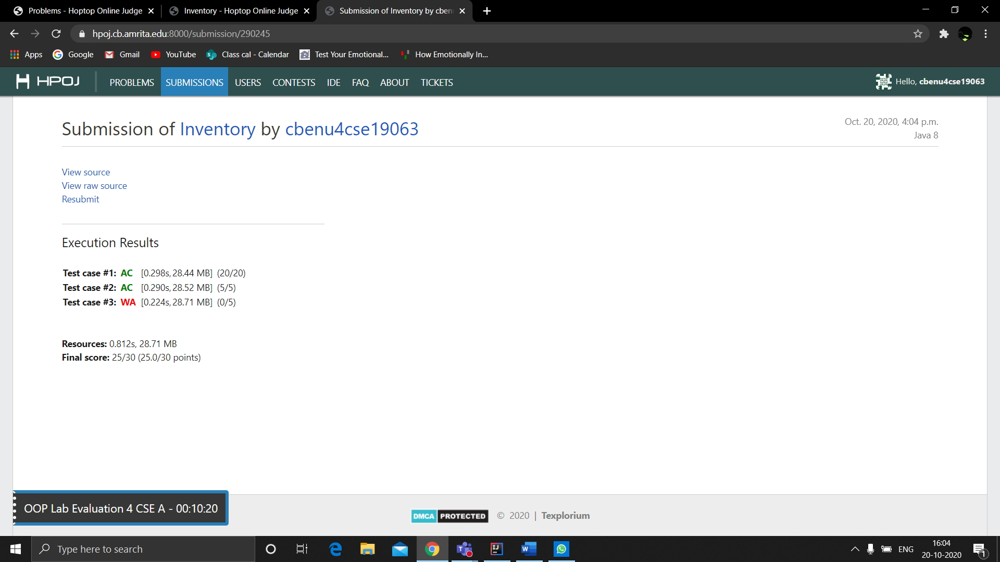 Problems - Hoptop Online Judge
Inventory - Hoptop Online Judge
Submission of Inventory by cben
hpoj.cb.amrita.edu:8000/submission/290245
Apps Google Gmail YouTube Class cal - Calendar Test Your Emotional... How Emotionally In...
HPOJ PROBLEMS SUBMISSIONS USERS CONTESTS IDE FAQ ABOUT TICKETS Hello, cbenu4cse19063
Submission of Inventory by cbenu4cse19063
Oct. 20, 2020, 4:04 p.m.
Java 8
View source
View raw source
Resubmit
Execution Results
Test case #1: AC [0.298s, 28.44 MB] (20/20)
Test case #2: AC [0.290s, 28.52 MB] (5/5)
Test case #3: WA [0.224s, 28.71 MB] (0/5)
Resources: 0.812s, 28.71 MB
Final score: 25/30 (25.0/30 points)
OOP Lab Evaluation 4 CSE A - 00:10:20
DMCA PROTECTED © 2020 | Texplorium
Type here to search
ENG
16:04
20-10-2020
1